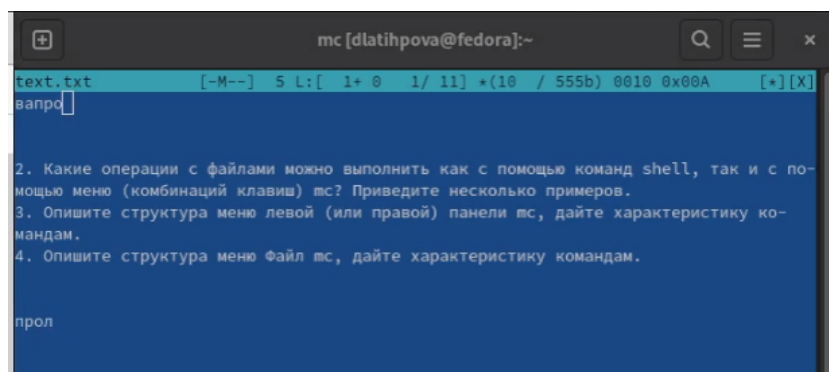 mc [dlatihpova@fedora]:~
text.txt [-M--] 5 L:[ 1+ 0 1/ 11] *(10 / 555b) 0010 0x00A [*][X]
вапро
2. Какие операции с файлами можно выполнить как с помощью команд shell, так и с по-
мощью меню (комбинаций клавиш) mc? Приведите несколько примеров.
3. Опишите структура меню левой (или правой) панели mc, дайте характеристику ко-
мандам.
4. Опишите структура меню Файл mc, дайте характеристику командам.
прол